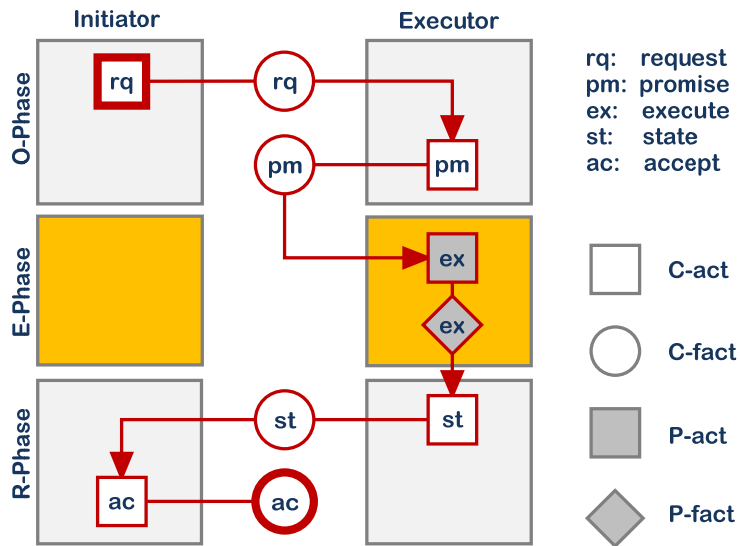 Initiator
Executor
O-Phase
rq
rq
pm
pm
rq: request
pm: promise
ex: execute
st: state
ac: accept
E-Phase
ex
ex
R-Phase
st
st
ac
ac
C-act
C-fact
P-act
P-fact